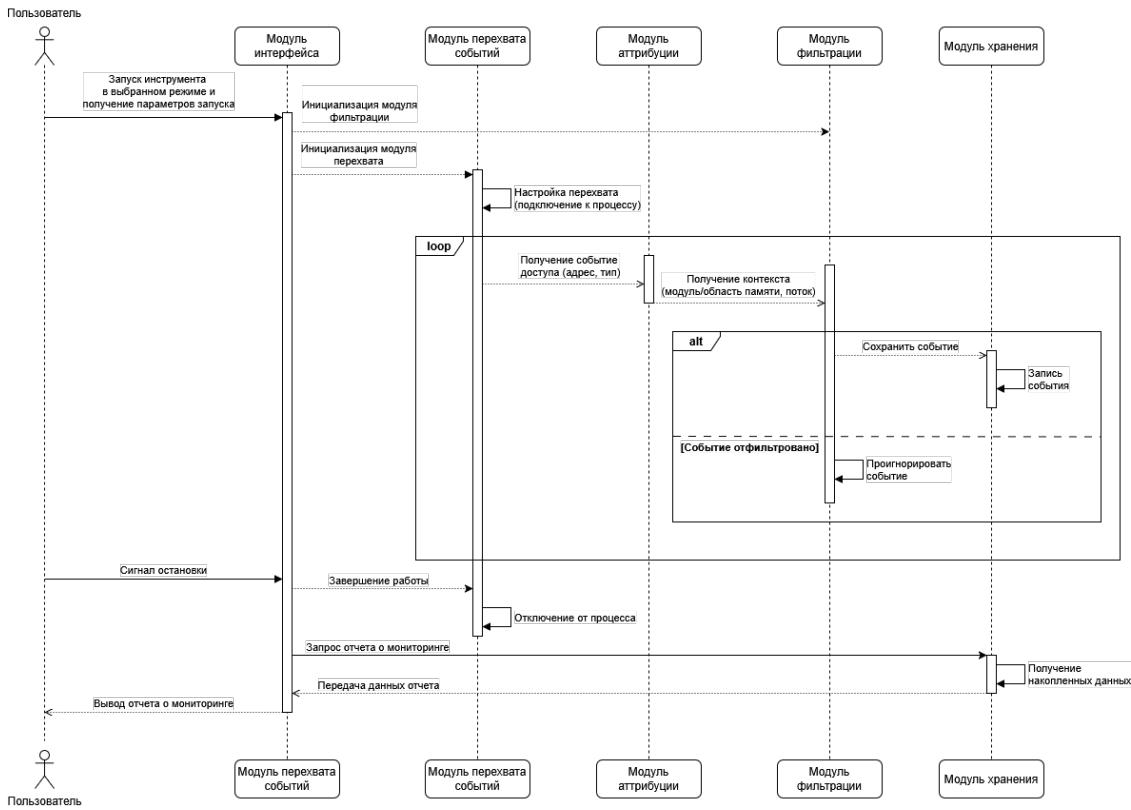 Пользователь
Модуль
интерфейса
Модуль перехвата
событий
Модуль
аттрибуции
Модуль
фильтрации
Модуль хранения
Запуск инструмента
в выбранном режиме и
получение параметров запуска
Инициализация модуля
фильтрации
Инициализация модуля
перехвата
Настройка перехвата
(подключение к процессу)
loop
Получение событие
доступа (адрес, тип)
Получение контекста
(модуль/область памяти, поток)
alt
Сохранить событие
Запись
события
[Событие отфильтровано]
Проигнорировать
событие
Сигнал остановки
Завершение работы
Отключение от процесса
Запрос отчета о мониторинге
Получение
накопленных данных
Передача данных отчета
Вывод отчета о мониторинге
Пользователь
Модуль перехвата
событий
Модуль перехвата
событий
Модуль
аттрибуции
Модуль
фильтрации
Модуль хранения